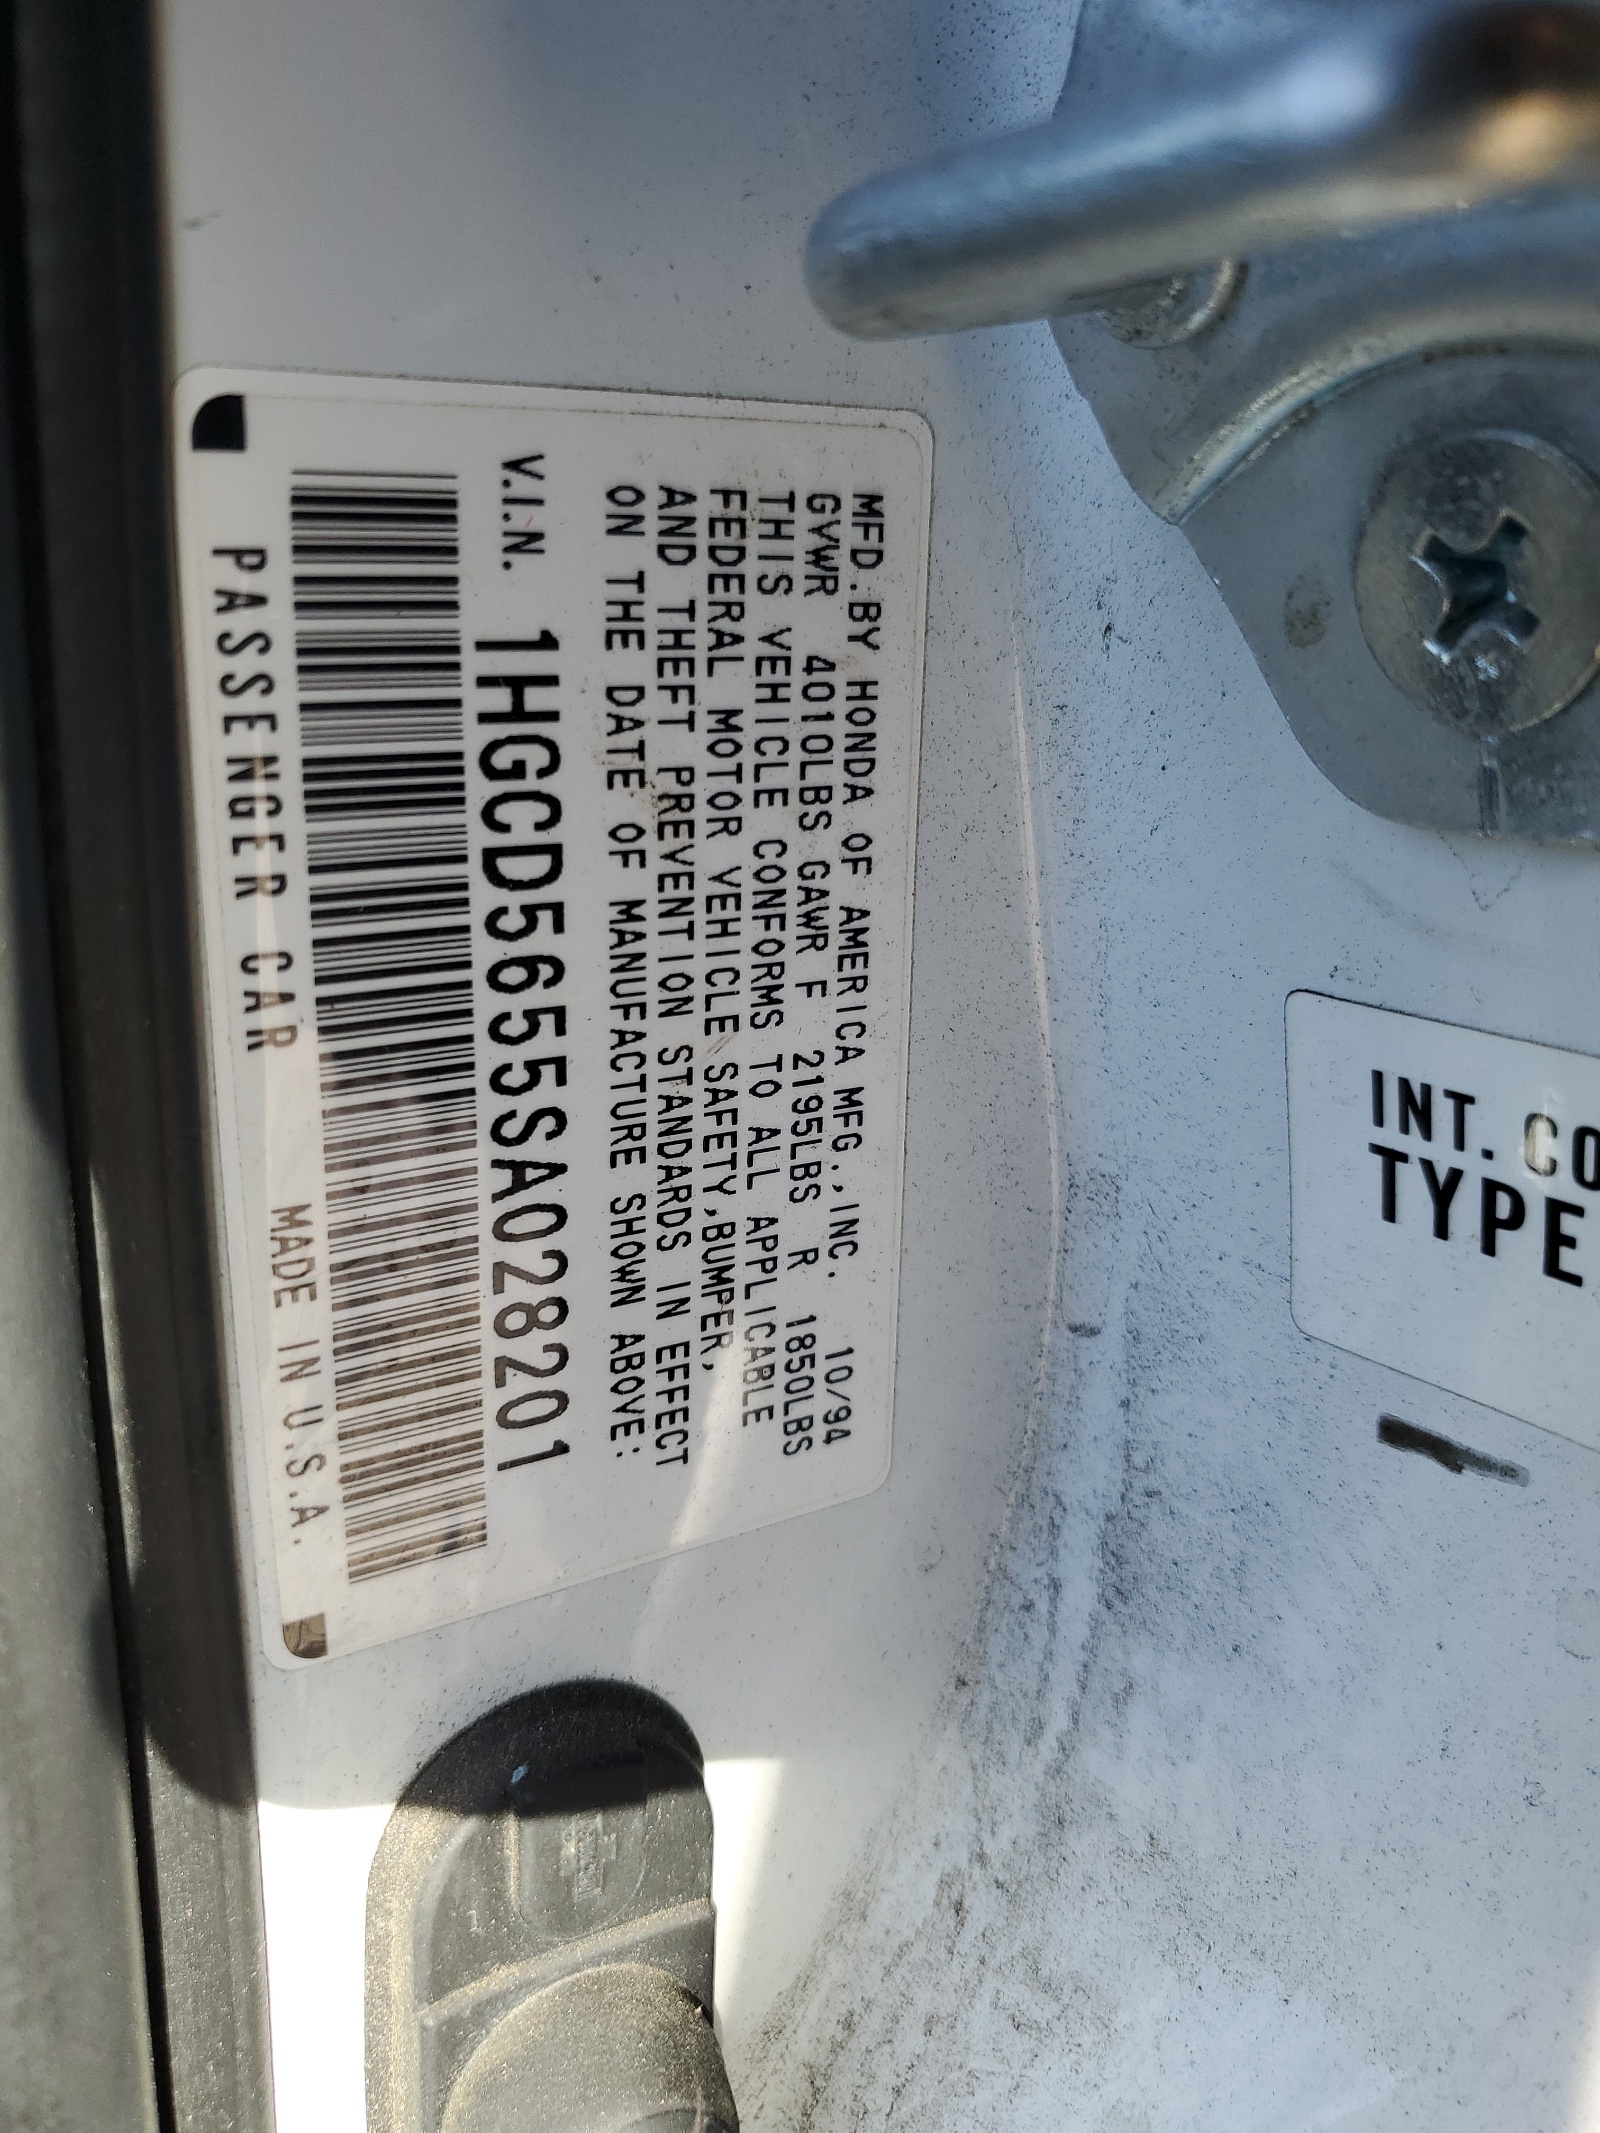 MFD.BY HONDA OF AMERICA MFG.,INC. 10/94
GVWR 4010LBS GAWR F 2195LBS R 1850LBS
THIS VEHICLE CONFORMS TO ALL APPLICABLE
FEDERAL MOTOR VEHICLE SAFETY,BUMPER,
AND THEFT PREVENTION STANDARDS IN EFFECT
ON THE DATE OF MANUFACTURE SHOWN ABOVE:
V.I.N. 1HGCD5655SA028201
PASSENGER CAR MADE IN U.S.A.
INT. CO
TYPE